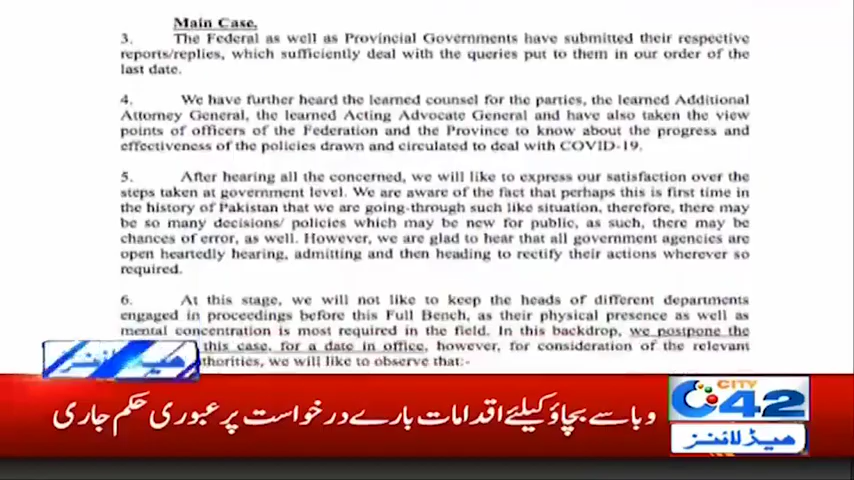 Main Case.
3. The Federal as well as Provincial Governments have submitted their respective
reports/replies, which sufficiently deal with the queries put to them in our order of the
last date.
4. We have further heard the learned counsel for the parties, the learned Additional
Attorney General, the learned Acting Advocate General and have also taken the view
points of officers of the Federation and the Province to know about the progress and
effectiveness of the policies drawn and circulated to deal with COVID-19.
5. After hearing all the concerned, we will like to express our satisfaction over the
steps taken at government level. We are aware of the fact that perhaps this is first time in
the history of Pakistan that we are going-through such like situation, therefore, there may
be so many decisions/ policies which may be new for public, as such, there may be
chances of error, as well. However, we are glad to hear that all government agencies are
open heartedly hearing, admitting and then heading to rectify their actions wherever so
required.
6. At this stage, we will not like to keep the heads of different departments
engaged in proceedings before this Full Bench, as their physical presence as well as
mental concentration is most required in the field. In this backdrop, we postpone the
this case, for a date in office, however, for consideration of the relevant
authorities, we will like to observe that:-
ہیڈلائنز
وبا سے بچاؤ کیلئے اقدامات بارے درخواست پر عبوری حکم جاری
CITY
42
ہیڈلائنز